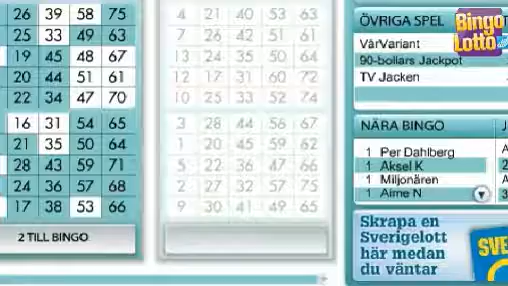 26 39 58 75
25 33 49 63
19 45 48 67
20 44 51 61
22 34 47 70
16 31 54 65
21 35 50 64
28 43 59 71
24 36 57 68
17 38 53 66
2 TILL BINGO
4 21 40 53 56
7 26 42 51 61
13 24 35 50 64
12 17 31 60 72
10 25 33 52 74
3 28 44 56 67
1 20 45 59 62
5 22 36 47 66
2 27 32 57 75
9 30 41 49 65
ÖVRIGA SPEL
VårVariant
90-bollars Jackpot
TV Jacken
Bingo
Lotto
NÄRA BINGO
1 Per Dahlberg
1 Aksel K
1 Miljonären
1 Aime N
Skrapa en
Sverigelott
här medan
du väntar
SVE